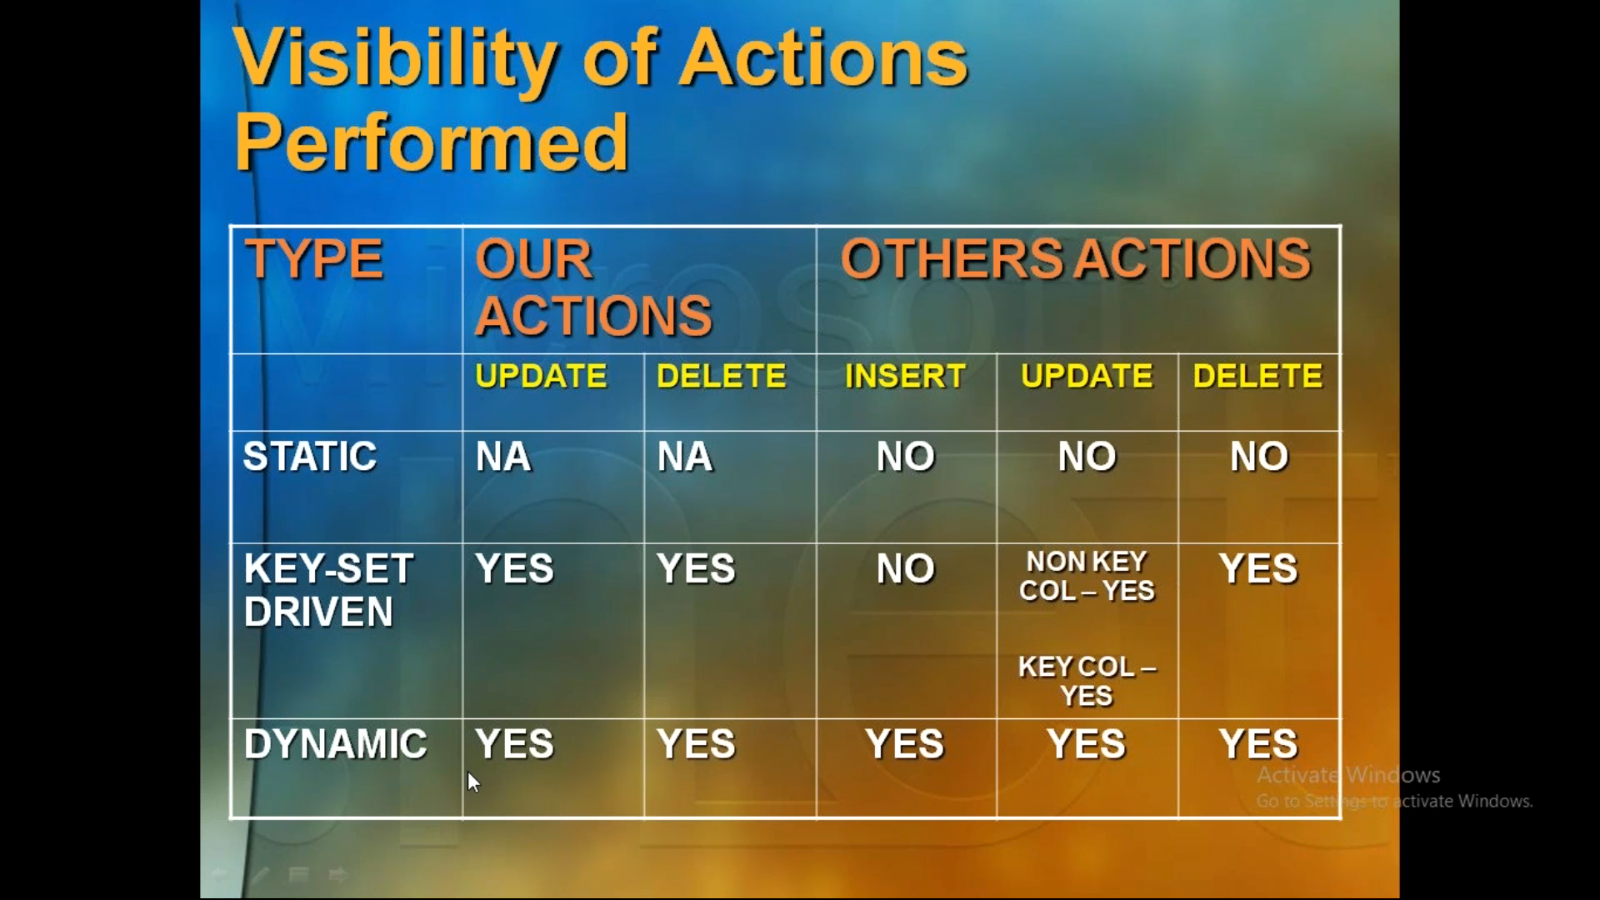 Visibility of Actions
Performed
TYPE OUR ACTIONS OTHERS ACTIONS
UPDATE DELETE INSERT UPDATE DELETE
STATIC NA NA NO NO NO
KEY-SET DRIVEN YES YES NO NON KEY COL – YES KEY COL – YES YES
DYNAMIC YES YES YES YES YES
Activate Windows
Go to Settings to activate Windows.